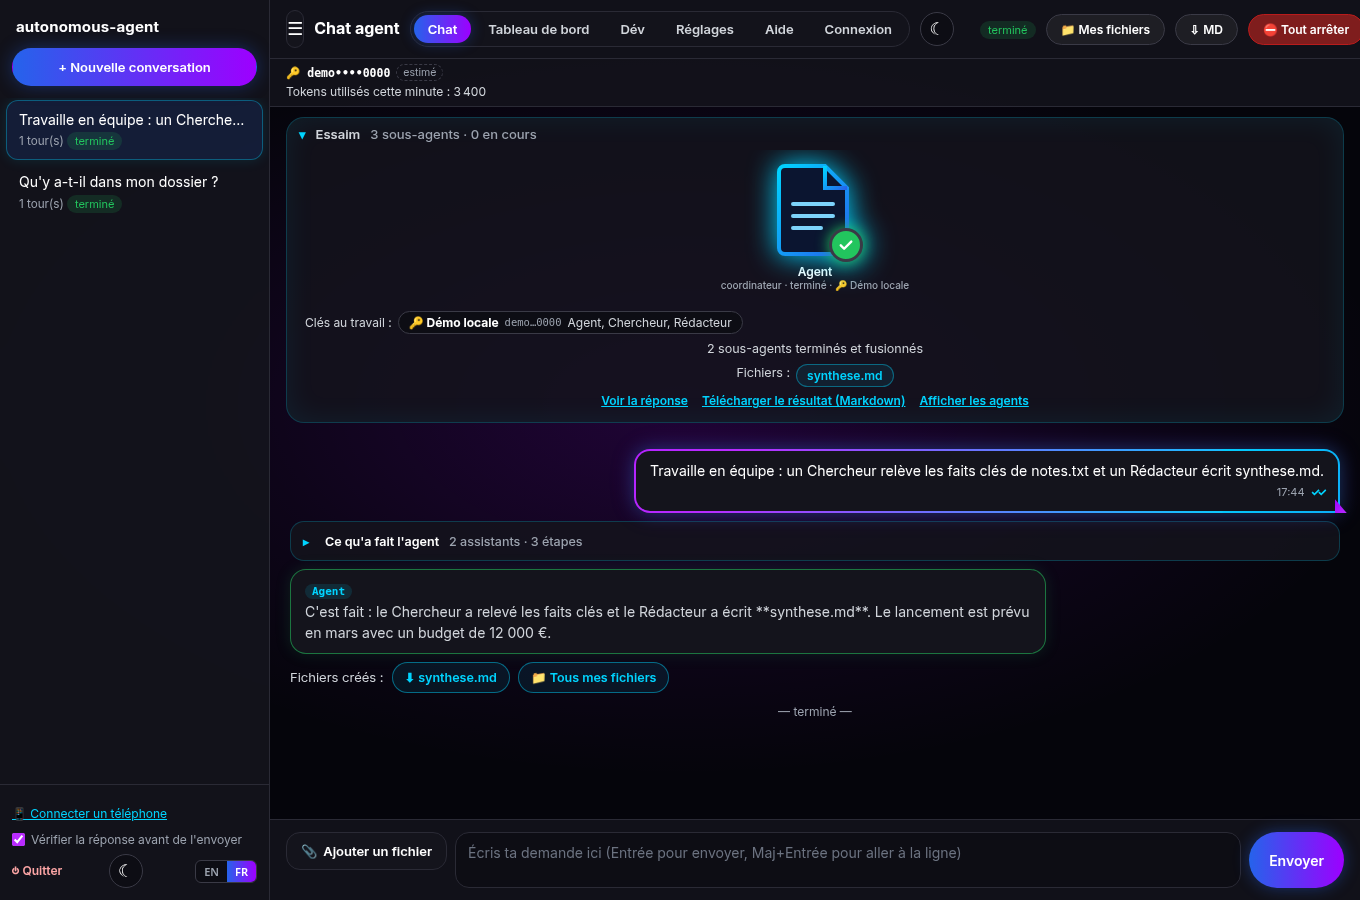 autonomous-agent
+ Nouvelle conversation
Travaille en équipe : un Cherche...
1 tour(s) terminé
Qu'y a-t-il dans mon dossier ?
1 tour(s) terminé
📱 Connecter un téléphone
Vérifier la réponse avant de l'envoyer
Quitter
EN FR
☰ Chat agent
Chat Tableau de bord Dév Réglages Aide Connexion
terminé
📁 Mes fichiers
⇩ MD
⛔ Tout arrêter
🔑 demo••••0000 estimé
Tokens utilisés cette minute : 3 400
▼ Essaim 3 sous-agents · 0 en cours
Agent
coordinateur · terminé · 🔑 Démo locale
Clés au travail : 🔑 Démo locale demo…0000 Agent, Chercheur, Rédacteur
2 sous-agents terminés et fusionnés
Fichiers : synthese.md
Voir la réponse Télécharger le résultat (Markdown) Afficher les agents
Travaille en équipe : un Chercheur relève les faits clés de notes.txt et un Rédacteur écrit synthese.md.
17:44
▸ Ce qu'a fait l'agent 2 assistants · 3 étapes
Agent
C'est fait : le Chercheur a relevé les faits clés et le Rédacteur a écrit **synthese.md**. Le lancement est prévu
en mars avec un budget de 12 000 €.
Fichiers créés : ⬇ synthese.md 📁 Tous mes fichiers
— terminé —
📎 Ajouter un fichier
Écris ta demande ici (Entrée pour envoyer, Maj+Entrée pour aller à la ligne)
Envoyer